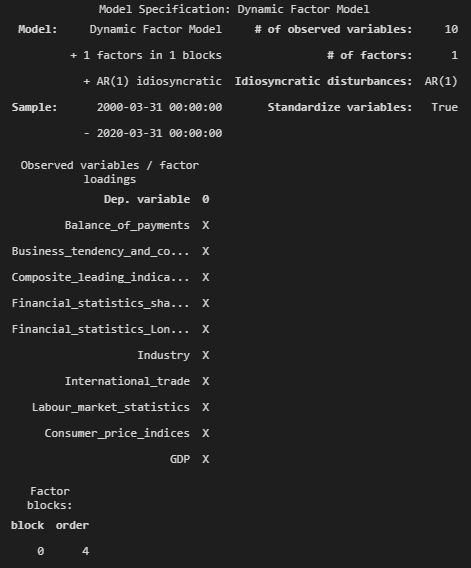 Model Specification: Dynamic Factor Model
Model: Dynamic Factor Model # of observed variables: 10
+ 1 factors in 1 blocks # of factors: 1
+ AR(1) idiosyncratic Idiosyncratic disturbances: AR(1)
Sample: 2000-03-31 00:00:00 Standardize variables: True
- 2020-03-31 00:00:00
Observed variables / factor
loadings
Dep. variable 0
Balance_of_payments X
Business_tendency_and_co... X
Composite_leading_indica... X
Financial_statistics_sha... X
Financial_statistics_Lon... X
Industry X
International_trade X
Labour_market_statistics X
Consumer_price_indices X
GDP X
Factor
blocks:
block order
0 4